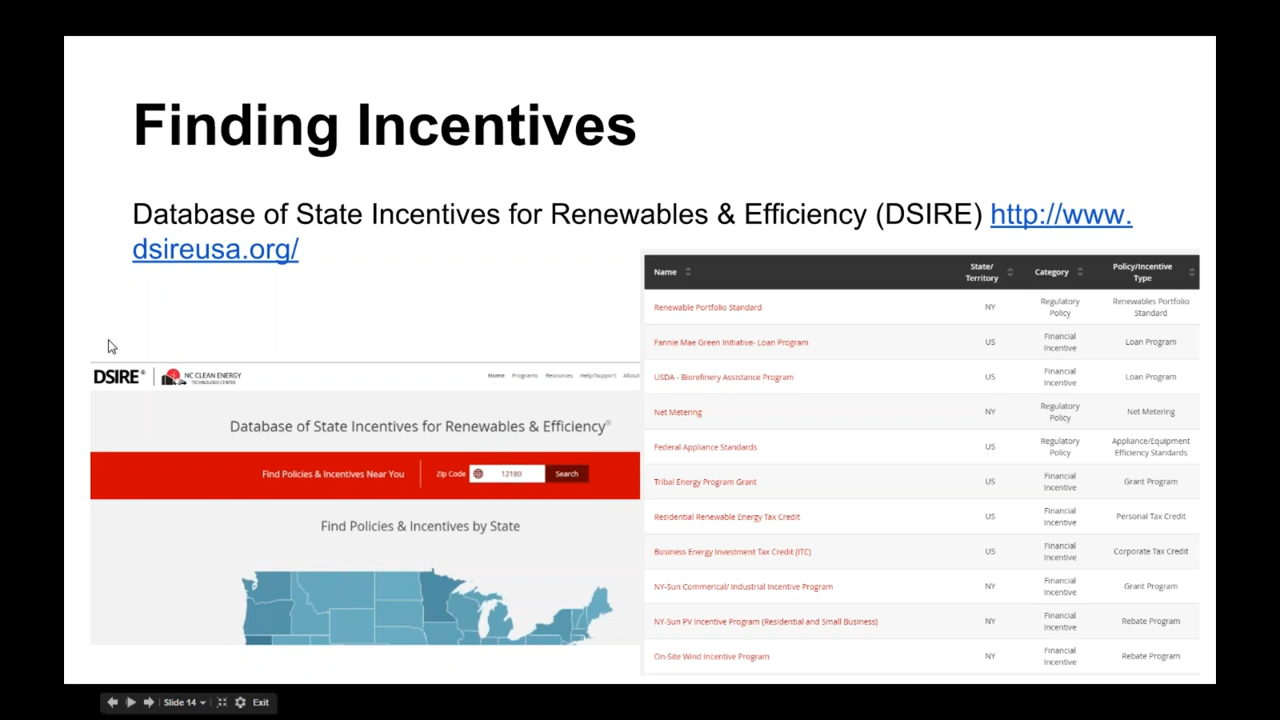 Finding Incentives
Database of State Incentives for Renewables & Efficiency (DSIRE) http://www.
dsireusa.org/
DSIRE®
NC CLEAN ENERGY
TECHNOLOGY CENTER
Home Programs Resources Help/Support About
Database of State Incentives for Renewables & Efficiency®
Find Policies & Incentives Near You Zip Code 12180 Search
Find Policies & Incentives by State
Name State/ Territory Category Policy/Incentive Type
Renewable Portfolio Standard NY Regulatory Policy Renewables Portfolio Standard
Fannie Mae Green Initiative- Loan Program US Financial Incentive Loan Program
USDA - Biorefinery Assistance Program US Financial Incentive Loan Program
Net Metering NY Regulatory Policy Net Metering
Federal Appliance Standards US Regulatory Policy Appliance/Equipment Efficiency Standards
Tribal Energy Program Grant US Financial Incentive Grant Program
Residential Renewable Energy Tax Credit US Financial Incentive Personal Tax Credit
Business Energy Investment Tax Credit (ITC) US Financial Incentive Corporate Tax Credit
NY-Sun Commerical/ Industrial Incentive Program NY Financial Incentive Grant Program
NY-Sun PV Incentive Program (Residential and Small Business) NY Financial Incentive Rebate Program
On-Site Wind Incentive Program NY Financial Incentive Rebate Program
Slide 14 Exit